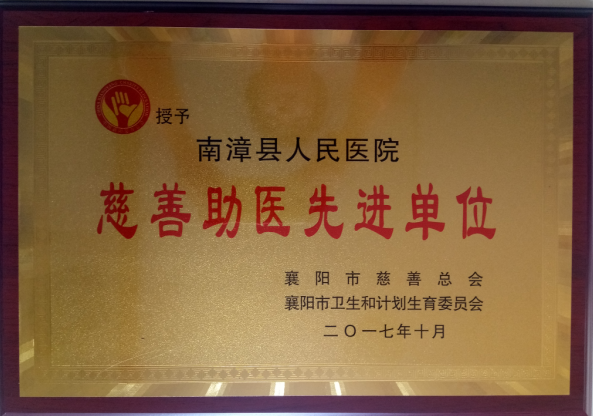 授予
南漳县人民医院
慈善助医先进单位
襄阳市慈善总会
襄阳市卫生和计划生育委员会
二〇一七年十月